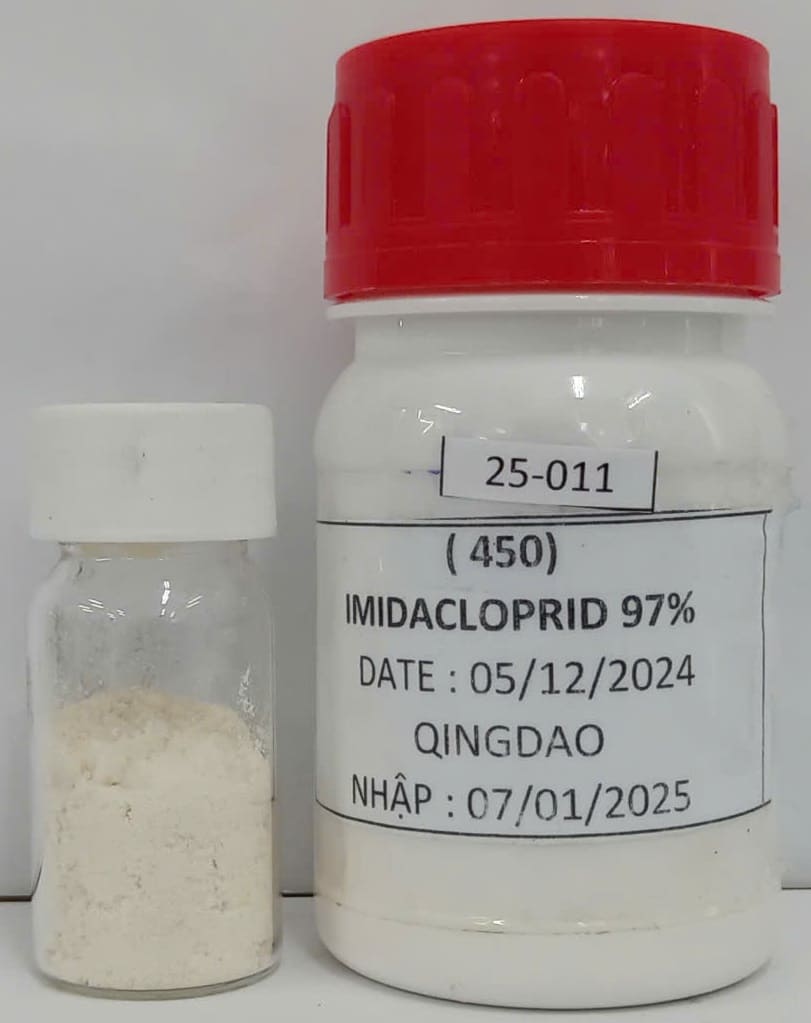 25-011
( 450)
IMIDACLOPRID 97%
DATE : 05/12/2024
QINGDAO
NHẬP : 07/01/2025